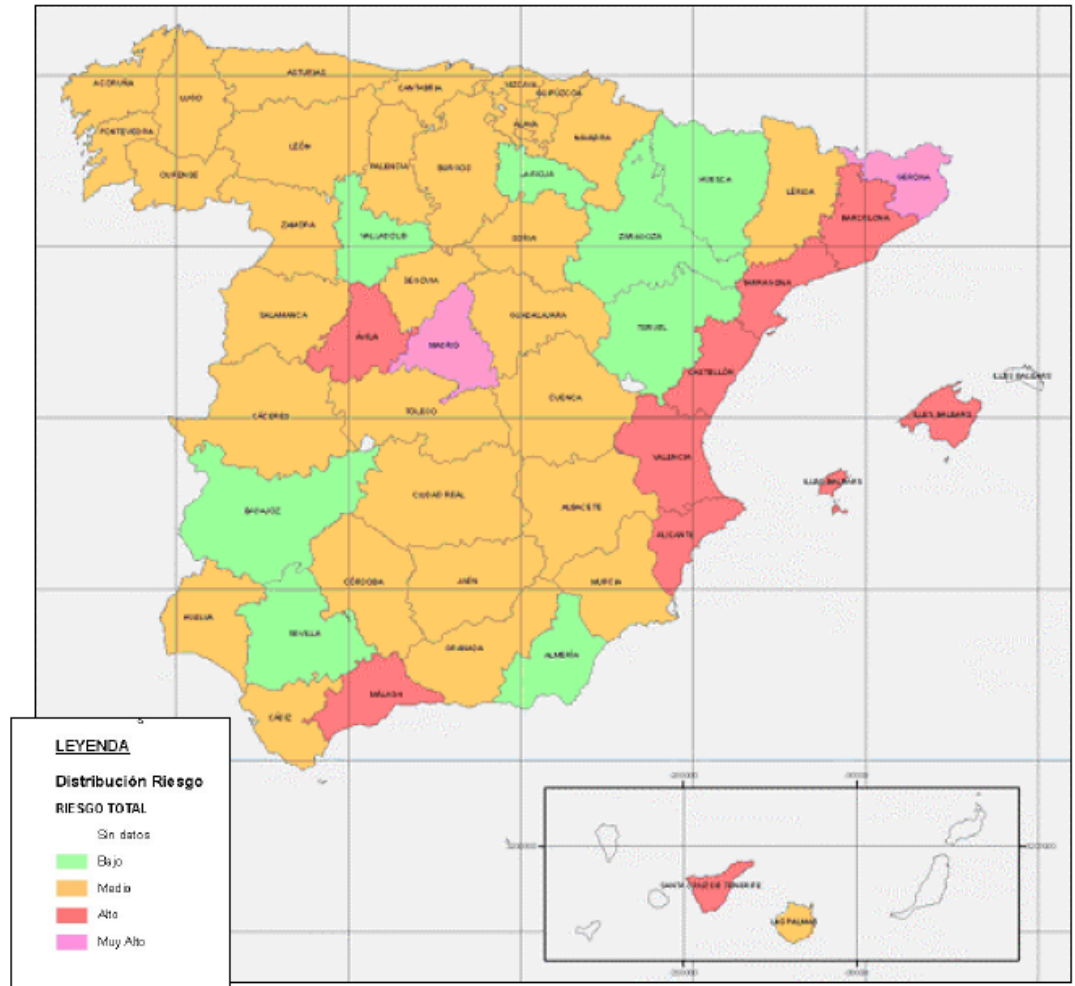 ACORUÑA
LUGO
ASTURIAS
CANTABRIA
VIZCAYA
GUIPÚZCOA
ALAVA
NAVARRA
PONTEVEDRA
OURENSE
LEÓN
PALENCIA
BURGOS
LA RIOJA
HUESCA
LÉRIDA
GERONA
BARCELONA
ZAMORA
VALLADOLID
SORIA
ZARAGOZA
TARRAGONA
SEGOVIA
SALAMANCA
ÁVILA
MADRID
GUADALAJARA
TERUEL
CASTELLÓN
ILLES BALEARS
CÁCERES
TOLEDO
CUENCA
ILLES BALEARS
VALENCIA
ILLES BALEARS
BADAJOZ
CIUDAD REAL
ALBACETE
ALICANTE
CÓRDOBA
JAÉN
MURCIA
HUELVA
SEVILLA
GRANADA
ALMERÍA
MÁLAGA
CÁDIZ
LEYENDA
Distribución Riesgo
RIESGO TOTAL
Sin datos
Bajo
Medio
Alto
Muy Alto
SANTA CRUZ DE TENERIFE
LAS PALMAS